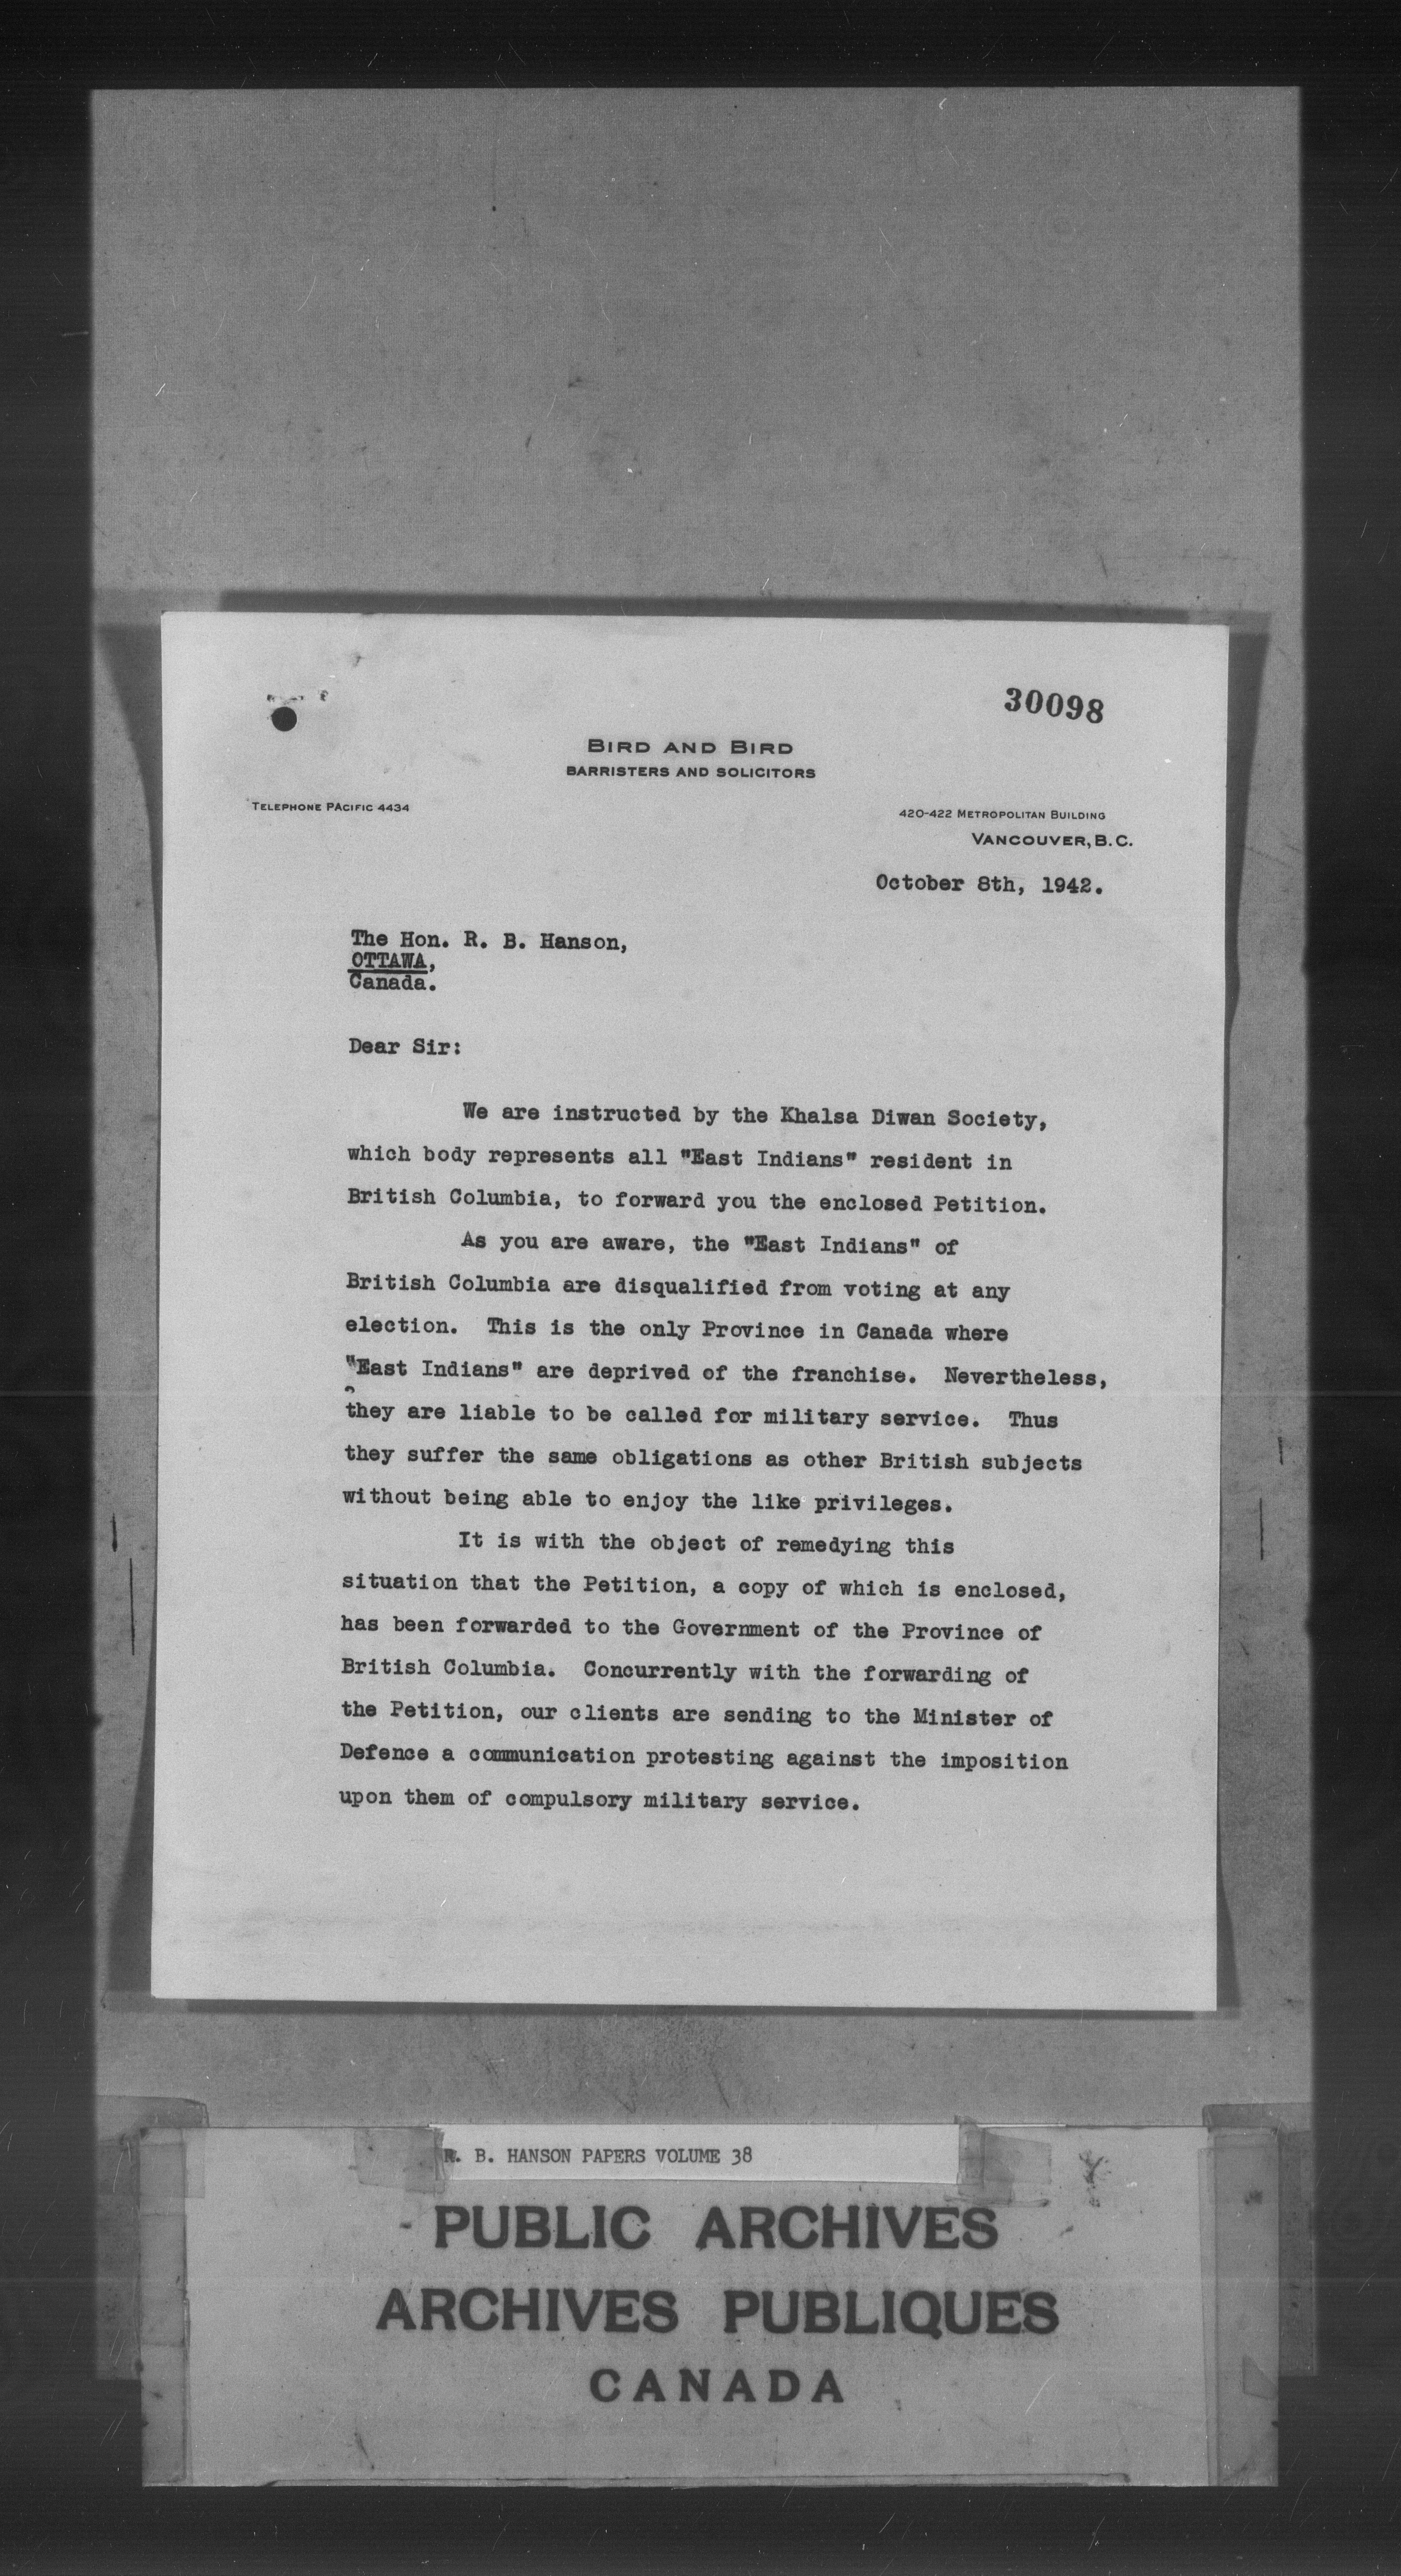 30098
BIRD AND BIRD
BARRISTERS AND SOLICITORS
TELEPHONE PACIFIC 4434
420-422 METROPOLITAN BUILDING
VANCOUVER, B.C.
October 8th, 1942.
The Hon. R. B. Hanson,
OTTAWA,
Canada.
Dear Sir:
We are instructed by the Khalsa Diwan Society,
which body represents all "East Indians" resident in
British Columbia, to forward you the enclosed Petition.
As you are aware, the "East Indians" of
British Columbia are disqualified from voting at any
election. This is the only Province in Canada where
"East Indians" are deprived of the franchise. Nevertheless,
they are liable to be called for military service. Thus
they suffer the same obligations as other British subjects
without being able to enjoy the like privileges.
It is with the object of remedying this
situation that the Petition, a copy of which is enclosed,
has been forwarded to the Government of the Province of
British Columbia. Concurrently with the forwarding of
the Petition, our clients are sending to the Minister of
Defence a communication protesting against the imposition
upon them of compulsory military service.
R. B. HANSON PAPERS VOLUME 38
PUBLIC ARCHIVES
ARCHIVES PUBLIQUES
CANADA